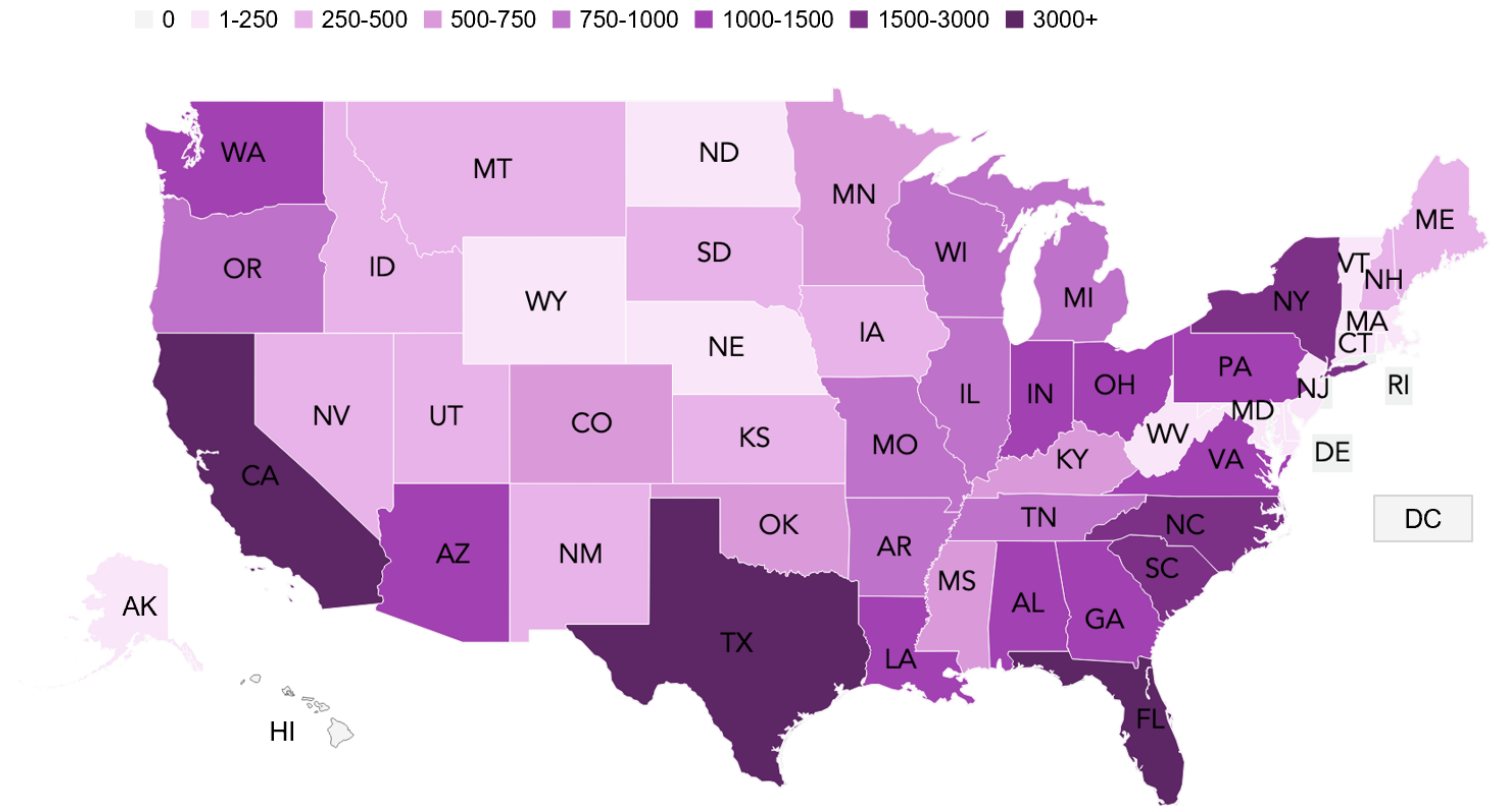 0 1-250 250-500 500-750 750-1000 1000-1500 1500-3000 3000+
WA
MT
ND
MN
OR
ID
SD
WI
MI
NY
VT
NH
ME
WY
NE
IA
MA
CT
RI
NV
UT
CO
KS
MO
IL
IN
OH
PA
NJ
MD
DE
WV
VA
KY
CA
AZ
NM
OK
AR
TN
NC
SC
DC
MS
AL
GA
LA
TX
FL
AK
HI